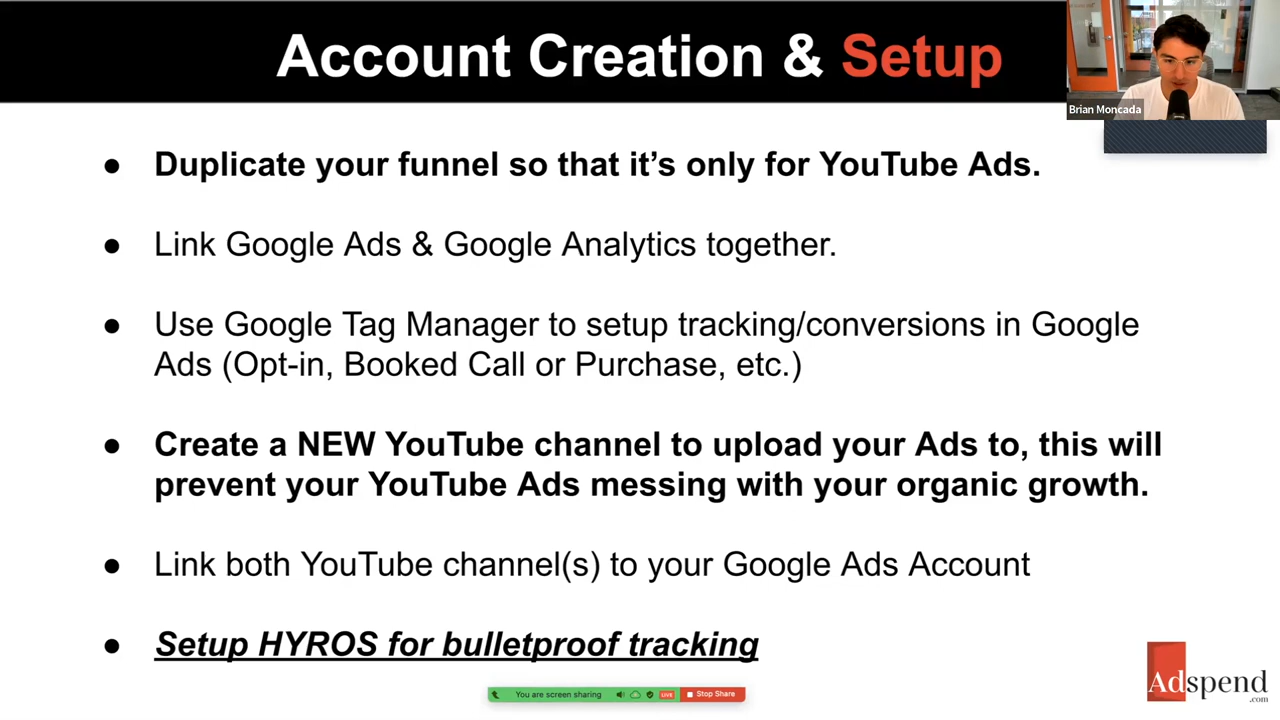 Account Creation & Setup
Brian Moncada
● Duplicate your funnel so that it's only for YouTube Ads.
● Link Google Ads & Google Analytics together.
● Use Google Tag Manager to setup tracking/conversions in Google
Ads (Opt-in, Booked Call or Purchase, etc.)
● Create a NEW YouTube channel to upload your Ads to, this will
prevent your YouTube Ads messing with your organic growth.
● Link both YouTube channel(s) to your Google Ads Account
● Setup HYROS for bulletproof tracking
You are screen sharing LIVE Stop Share
Adspend
.com